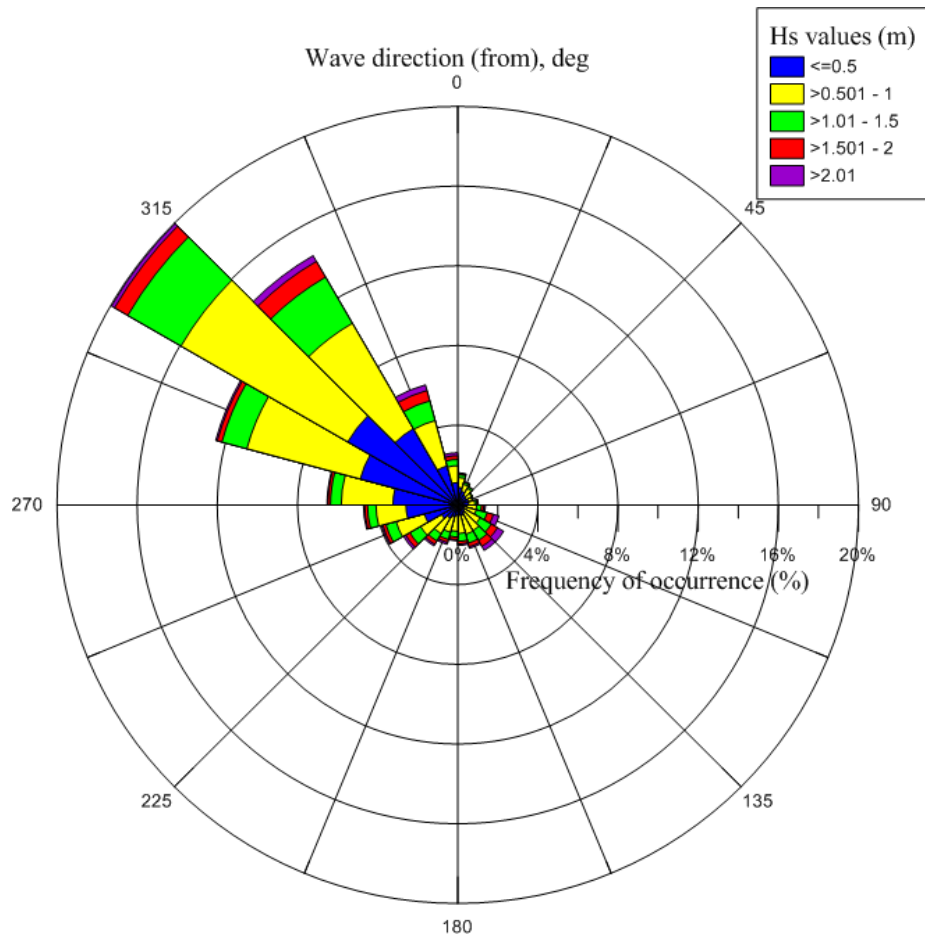 Hs values (m)
<=0.5
>0.501 - 1
>1.01 - 1.5
>1.501 - 2
>2.01
Wave direction (from), deg
0
315
45
270
90
0% 4% 8% 12% 16% 20%
Frequency of occurrence (%)
225
135
180